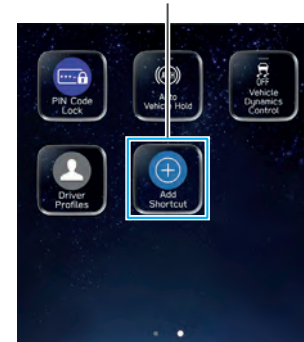 PIN Code
Lock
Auto
Vehicle Hold
OFF
Vehicle
Dynamics
Control
Driver
Profiles
Add
Shortcut